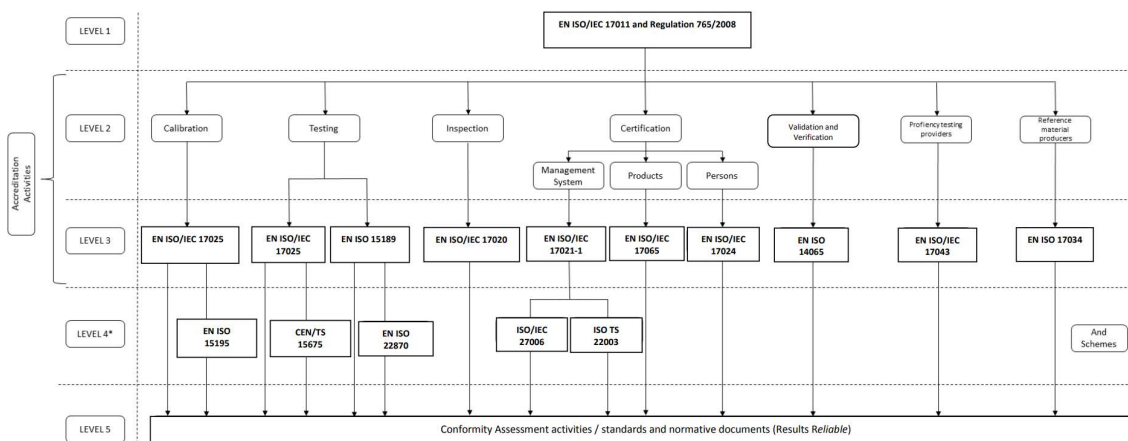 LEVEL 1
EN ISO/IEC 17011 and Regulation 765/2008
Accreditation
Activities
LEVEL 2
Calibration
Testing
Inspection
Certification
Validation and
Verification
Profiency testing
providers
Reference
material
producers
Management
System
Products
Persons
LEVEL 3
EN ISO/IEC 17025
EN ISO/IEC
17025
EN ISO 15189
EN ISO/IEC 17020
EN ISO/IEC
17021-1
EN ISO/IEC
17065
EN ISO/IEC
17024
EN ISO
14065
EN ISO/IEC
17043
EN ISO 17034
LEVEL 4*
EN ISO
15195
CEN/TS
15675
EN ISO
22870
ISO/IEC
27006
ISO TS
22003
And
Schemes
LEVEL 5
Conformity Assessment activities / standards and normative documents (Results Reliable)